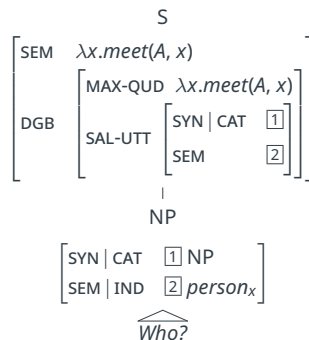 S
SEM λx.meet(A, x)
MAX-QUD λx.meet(A, x)
DGB
SYN | CAT 1
SAL-UTT
SEM 2
NP
SYN | CAT 1 NP
SEM | IND 2 person_x
Who?